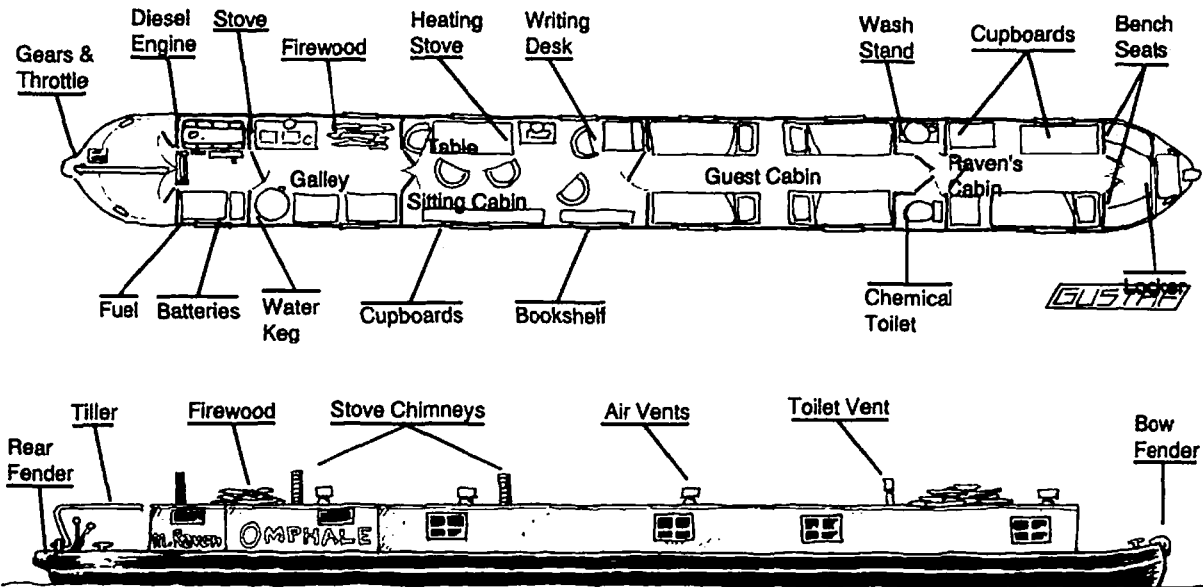 Gears &
Throttle
Diesel
Engine
Stove
Firewood
Heating
Stove
Writing
Desk
Wash
Stand
Cupboards
Bench
Seats
Table
Galley
Sitting Cabin
Guest Cabin
Raven's
Cabin
Fuel
Batteries
Water
Keg
Cupboards
Bookshelf
Chemical
Toilet
Locker
GUSTAF
Rear
Fender
Tiller
Firewood
Stove Chimneys
Air Vents
Toilet Vent
Bow
Fender
M. Raven
OMPHALE